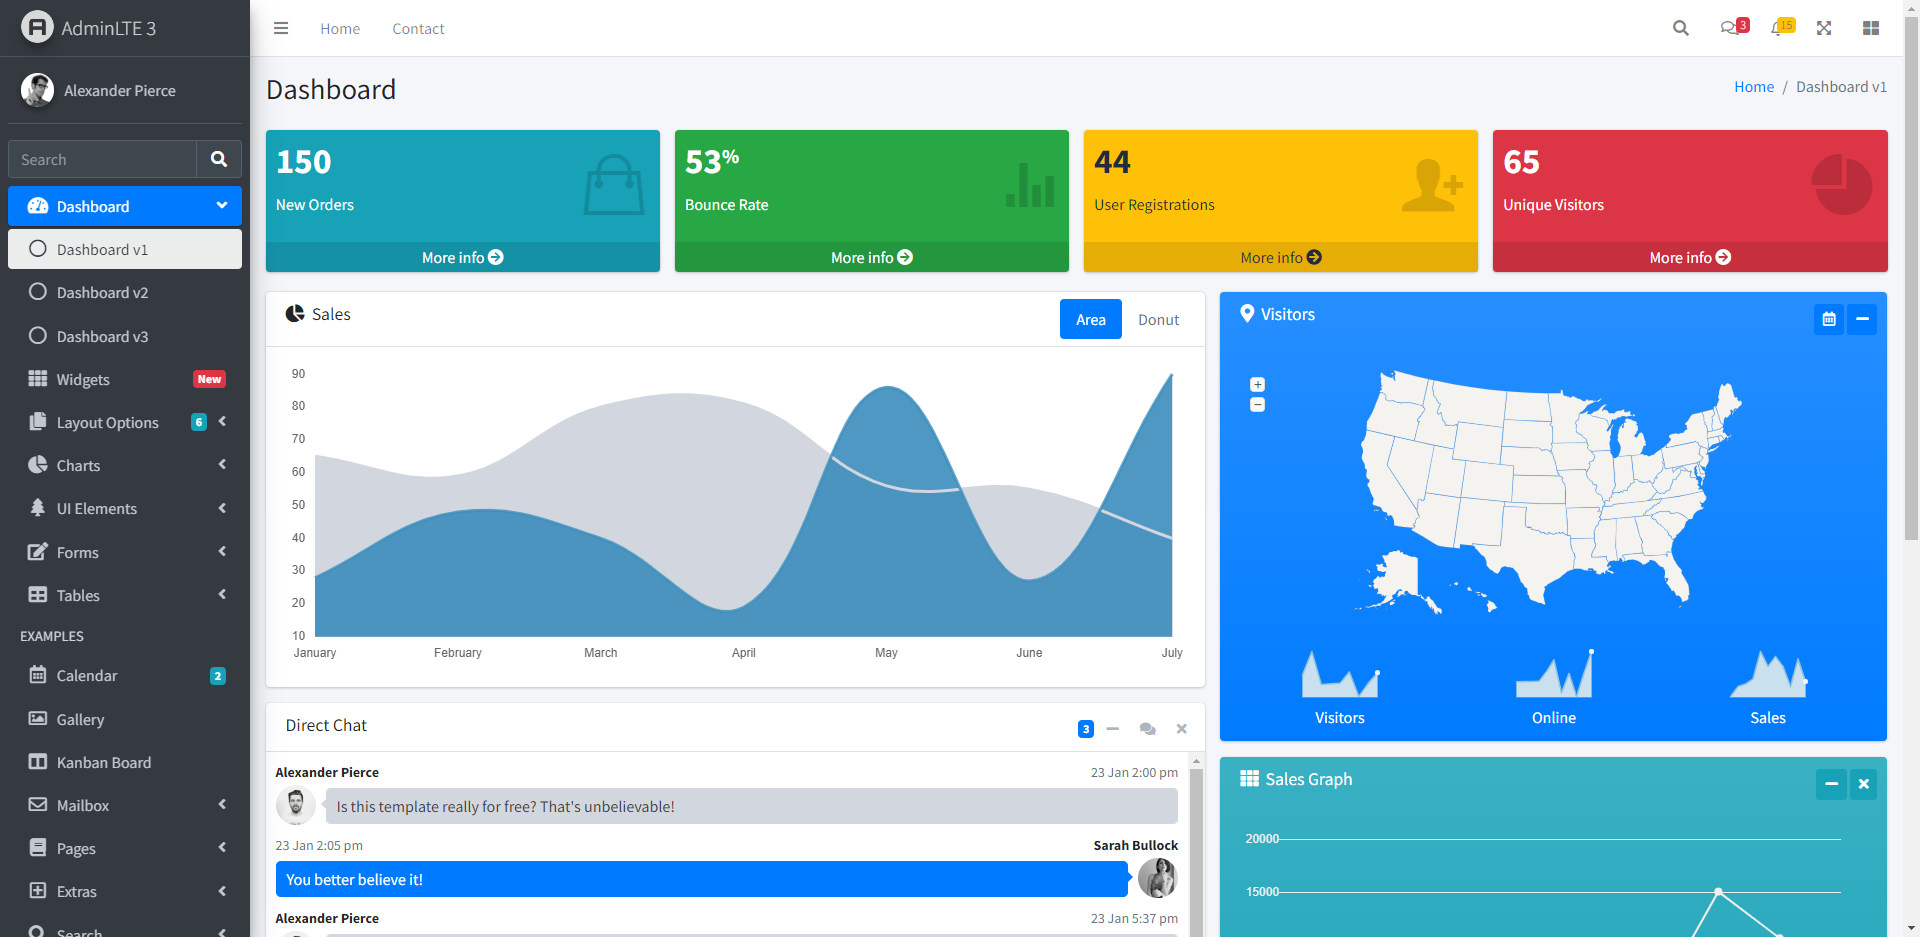 AdminLTE 3
Alexander Pierce
Search
Dashboard
Dashboard v1
Dashboard v2
Dashboard v3
Widgets New
Layout Options 6
Charts
UI Elements
Forms
Tables
EXAMPLES
Calendar 2
Gallery
Kanban Board
Mailbox
Pages
Extras
Search
Home Contact
3 15
Dashboard
Home / Dashboard v1
150
New Orders
More info
53%
Bounce Rate
More info
44
User Registrations
More info
65
Unique Visitors
More info
Sales
Area Donut
90
80
70
60
50
40
30
20
10
January February March April May June July
Direct Chat
3
Alexander Pierce 23 Jan 2:00 pm
Is this template really for free? That's unbelievable!
23 Jan 2:05 pm Sarah Bullock
You better believe it!
Alexander Pierce 23 Jan 5:37 pm
Visitors
+
−
Visitors Online Sales
Sales Graph
20000
15000